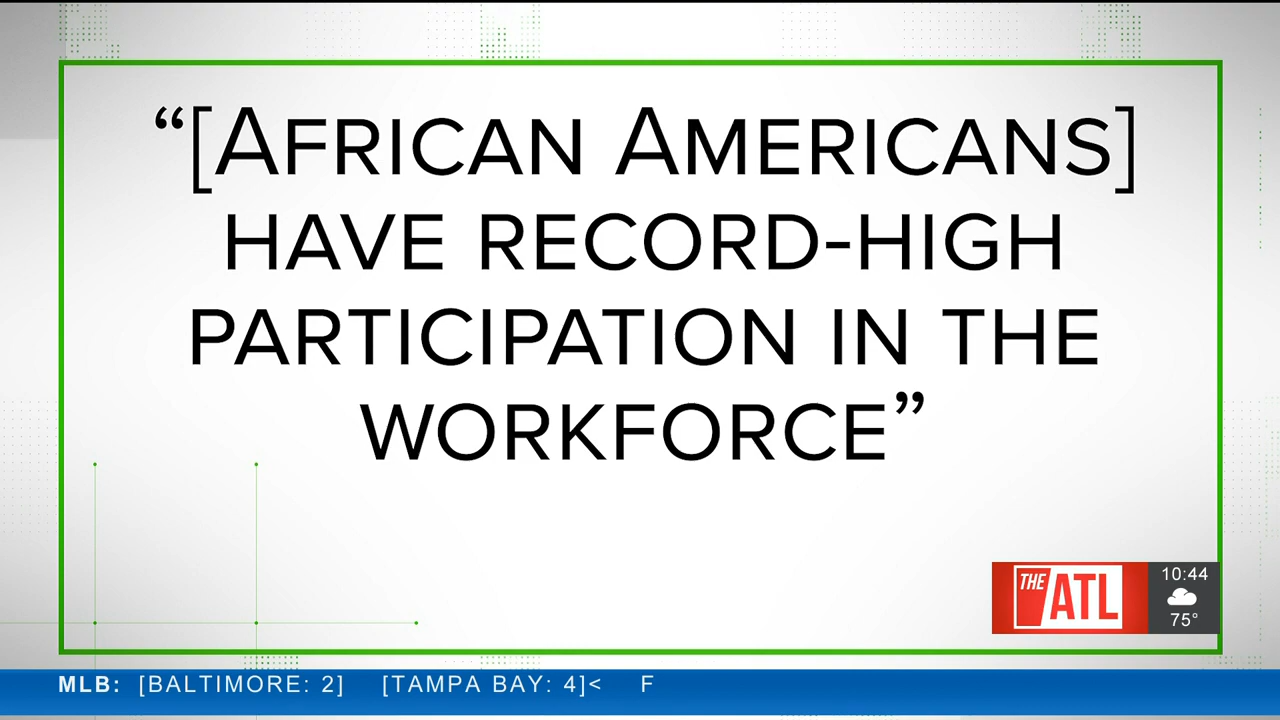 “[AFRICAN AMERICANS]
HAVE RECORD-HIGH
PARTICIPATION IN THE
WORKFORCE”
THE ATL
10:44
75°
MLB: [BALTIMORE: 2] [TAMPA BAY: 4]< F